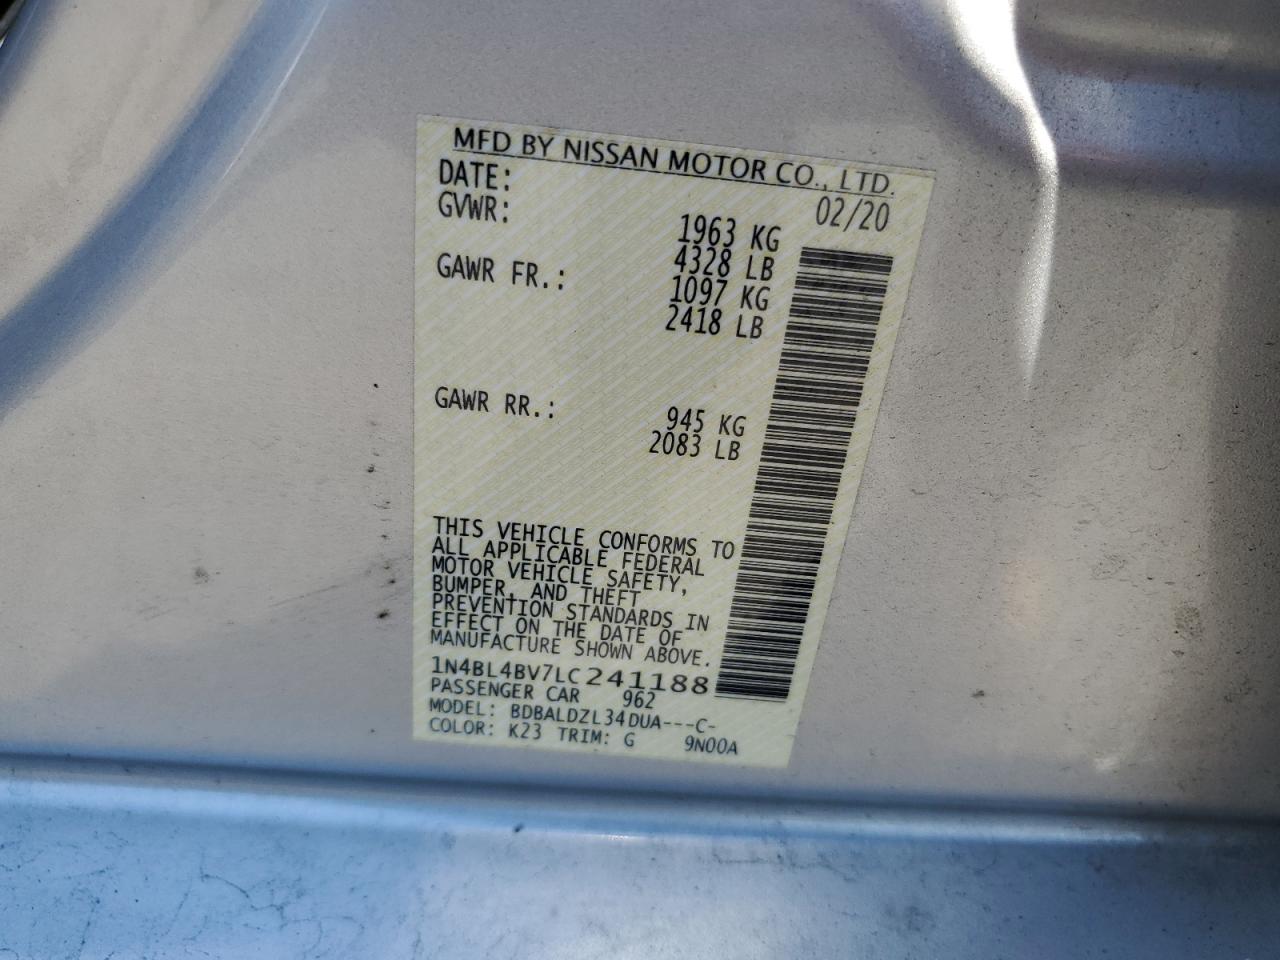 MFD BY NISSAN MOTOR CO., LTD.
DATE: 02/20
GVWR: 1963 KG
4328 LB
GAWR FR.: 1097 KG
2418 LB
GAWR RR.: 945 KG
2083 LB
THIS VEHICLE CONFORMS TO
ALL APPLICABLE FEDERAL
MOTOR VEHICLE SAFETY,
BUMPER, AND THEFT
PREVENTION STANDARDS IN
EFFECT ON THE DATE OF
MANUFACTURE SHOWN ABOVE.
1N4BL4BV7LC241188
PASSENGER CAR 962
MODEL: BDBALDZL34DUA---C-
COLOR: K23 TRIM: G 9N00A